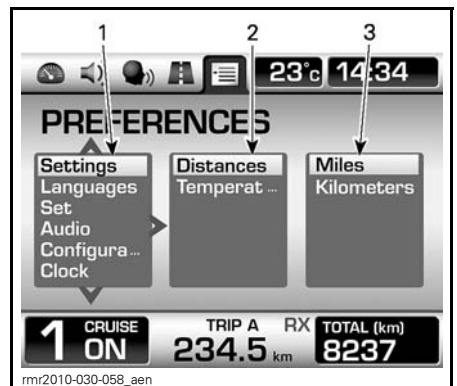 1 2 3
23°c 14:34
PREFERENCES
Settings Distances Miles
Languages Temperat ... Kilometers
Set
Audio
Configura ...
Clock
1 CRUISE ON TRIP A 234.5 km RX TOTAL (km) 8237
rmr2010-030-058_aen